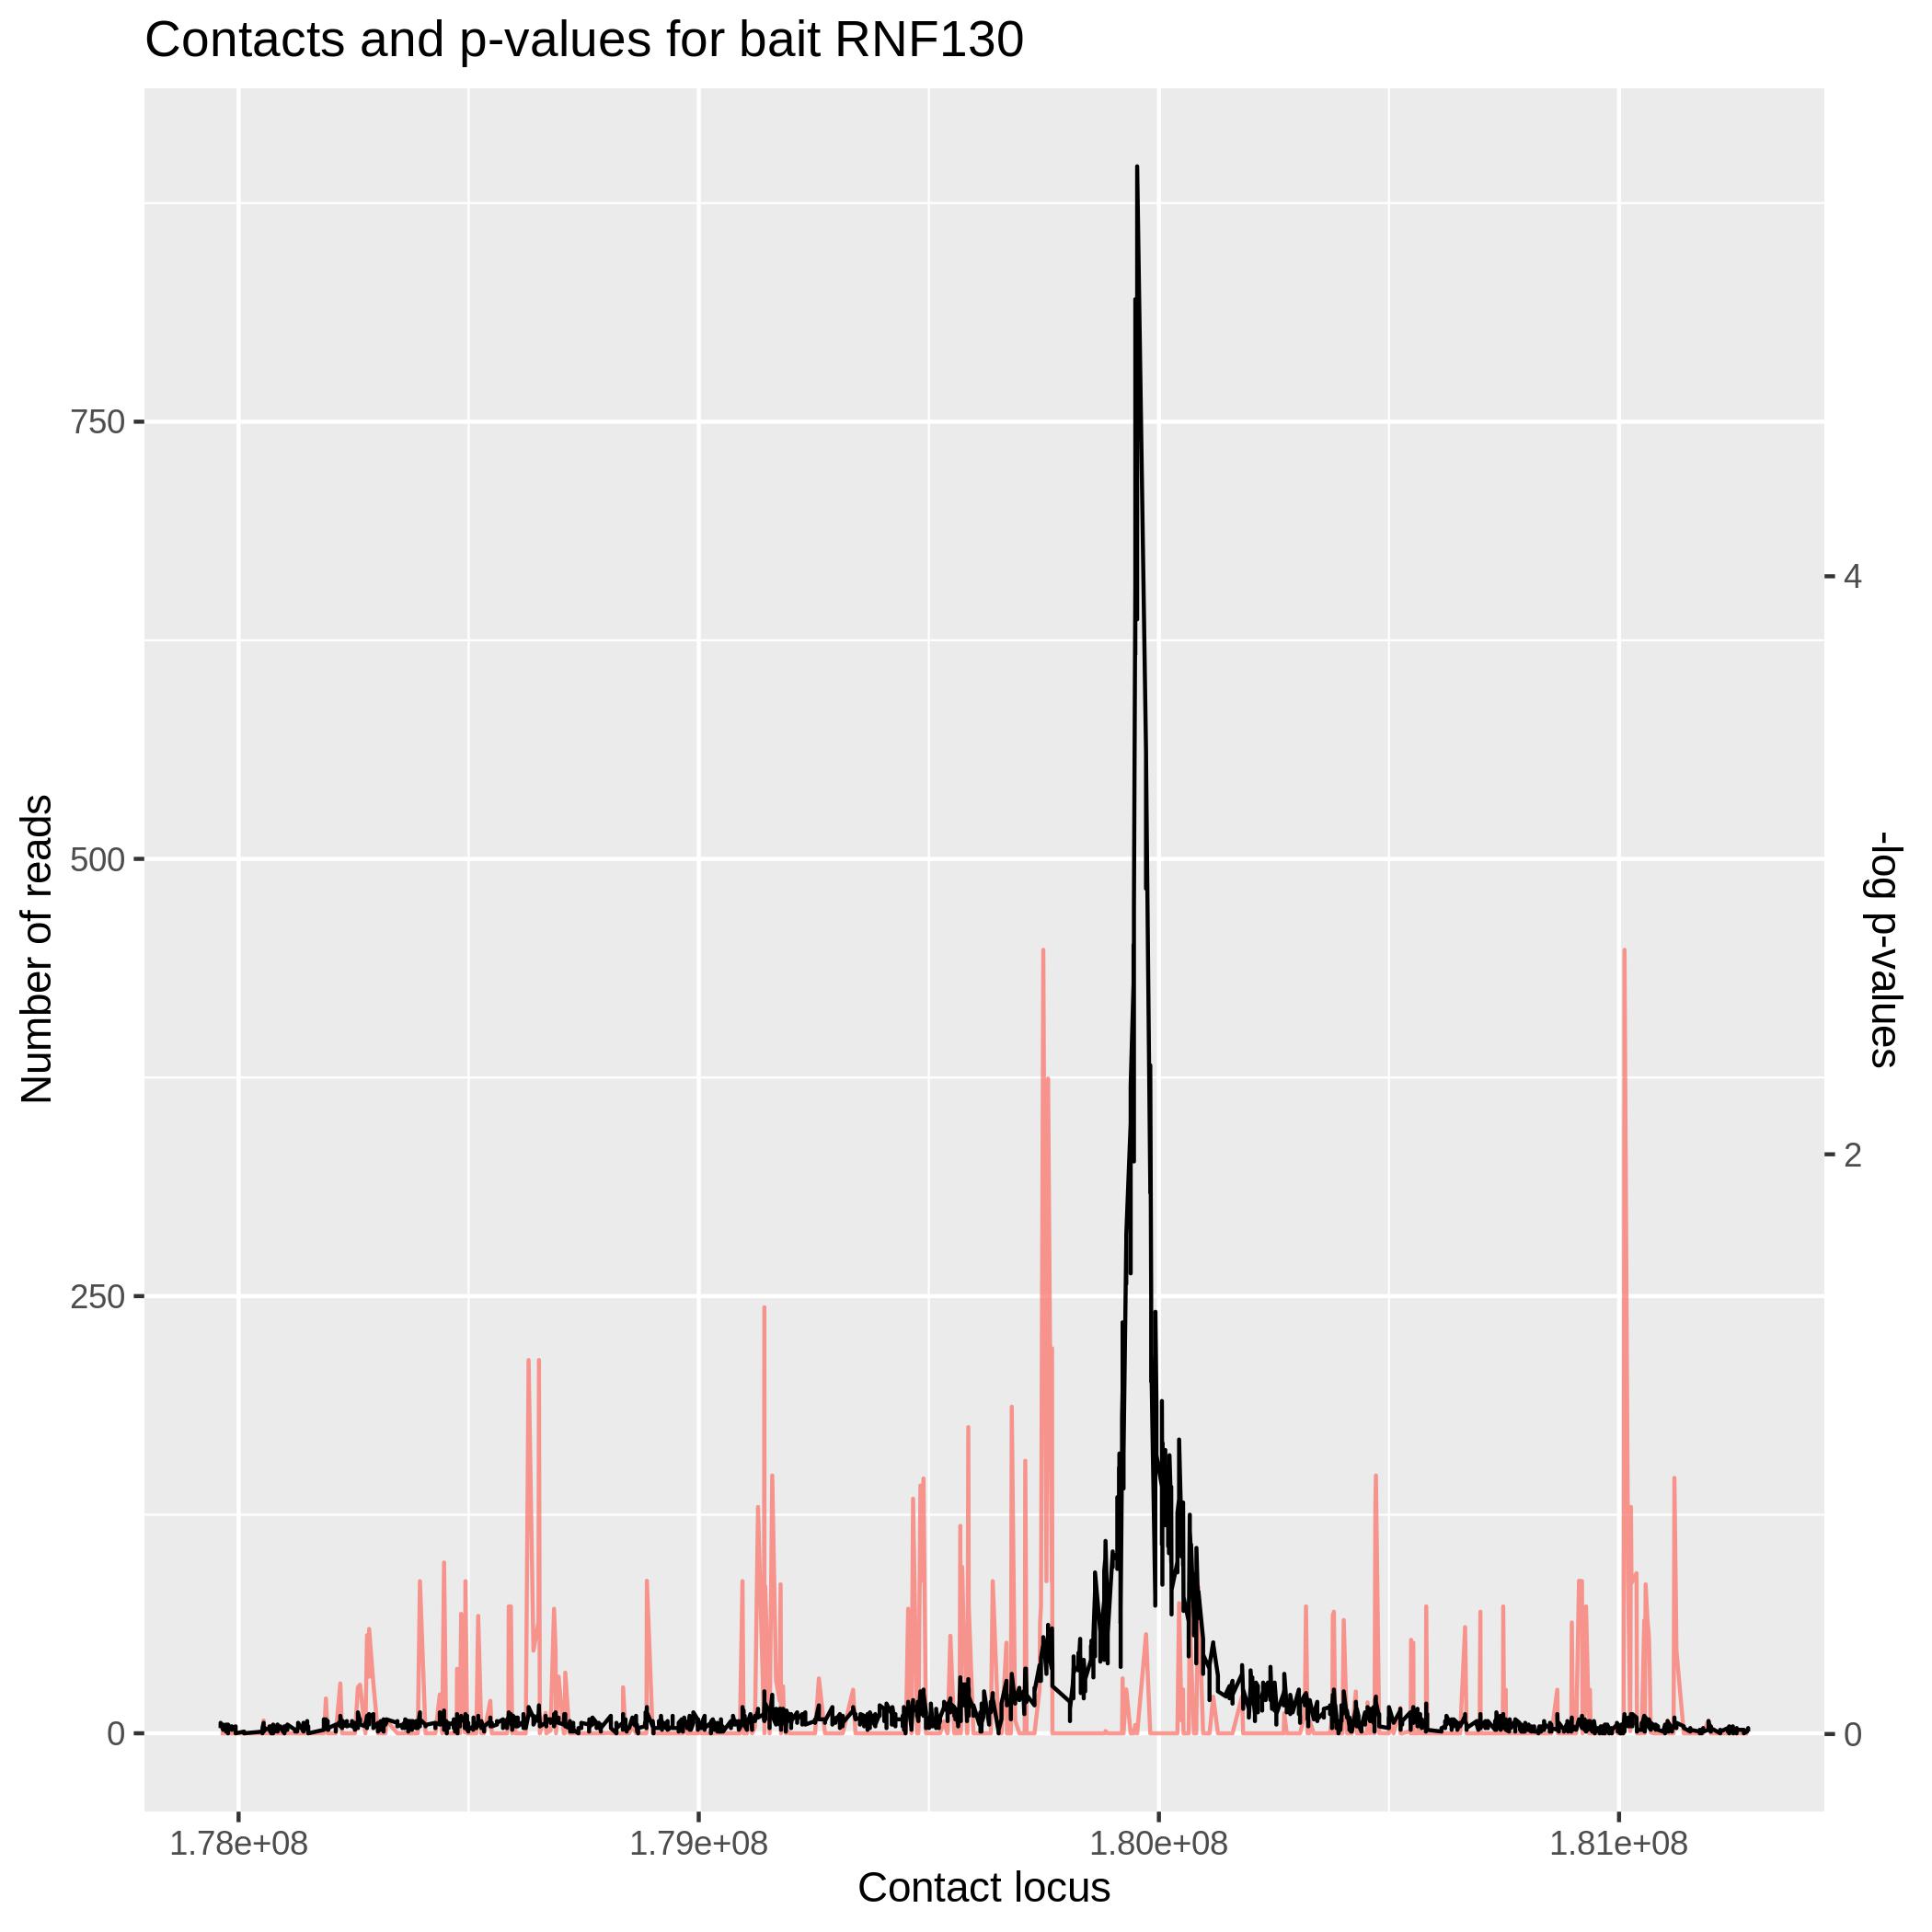 Contacts and p-values for bait RNF130
Number of reads
750
500
250
0
4
2
0
-log p-values
1.78e+08 1.79e+08 1.80e+08 1.81e+08
Contact locus